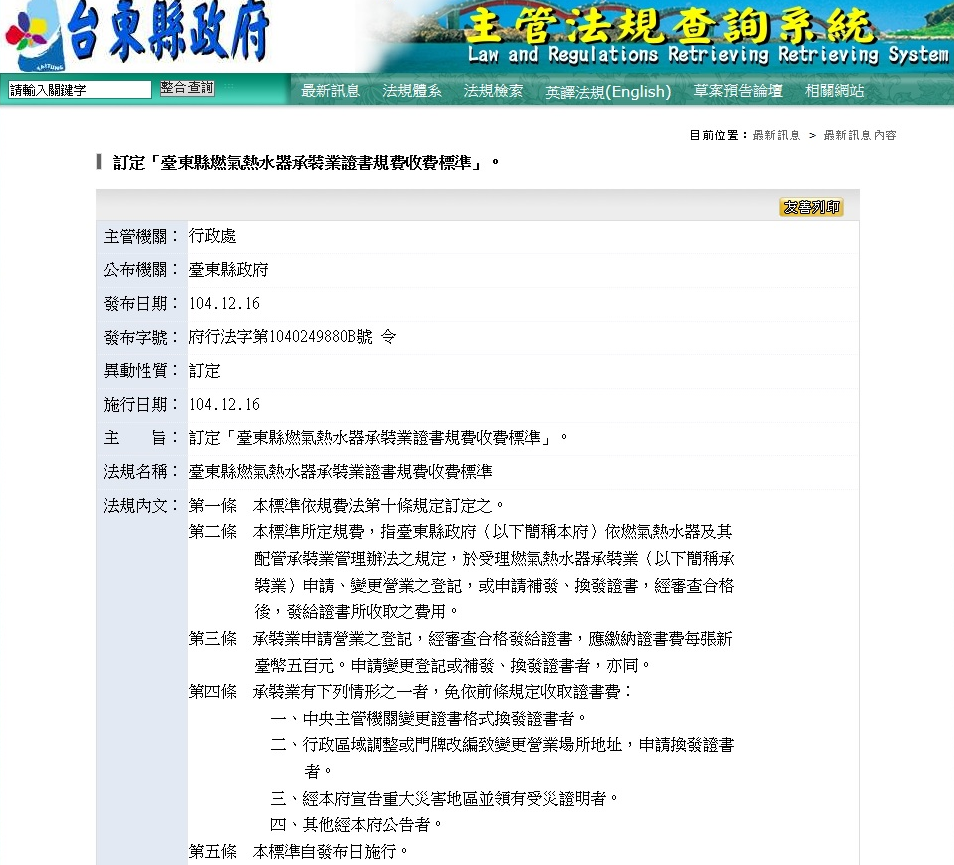 台東縣政府
TAITUNG
主管法規查詢系統
Law and Regulations Retrieving Retrieving System
請輸入關鍵字 整合查詢
最新訊息 法規體系 法規檢索 英譯法規(English) 草案預告論壇 相關網站
目前位置：最新訊息 > 最新訊息內容
訂定「臺東縣燃氣熱水器承裝業證書規費收費標準」。
友善列印
主管機關： 行政處
公布機關： 臺東縣政府
發布日期： 104.12.16
發布字號： 府行法字第1040249880B號 令
異動性質： 訂定
施行日期： 104.12.16
主　　旨： 訂定「臺東縣燃氣熱水器承裝業證書規費收費標準」。
法規名稱： 臺東縣燃氣熱水器承裝業證書規費收費標準
法規內文： 第一條　本標準依規費法第十條規定訂定之。
第二條　本標準所定規費，指臺東縣政府（以下簡稱本府）依燃氣熱水器及其
配管承裝業管理辦法之規定，於受理燃氣熱水器承裝業（以下簡稱承
裝業）申請、變更營業之登記，或申請補發、換發證書，經審查合格
後，發給證書所收取之費用。
第三條　承裝業申請營業之登記，經審查合格發給證書，應繳納證書費每張新
臺幣五百元。申請變更登記或補發、換發證書者，亦同。
第四條　承裝業有下列情形之一者，免依前條規定收取證書費：
一、中央主管機關變更證書格式換發證書者。
二、行政區域調整或門牌改編致變更營業場所地址，申請換發證書
者。
三、經本府宣告重大災害地區並領有受災證明者。
四、其他經本府公告者。
第五條　本標準自發布日施行。